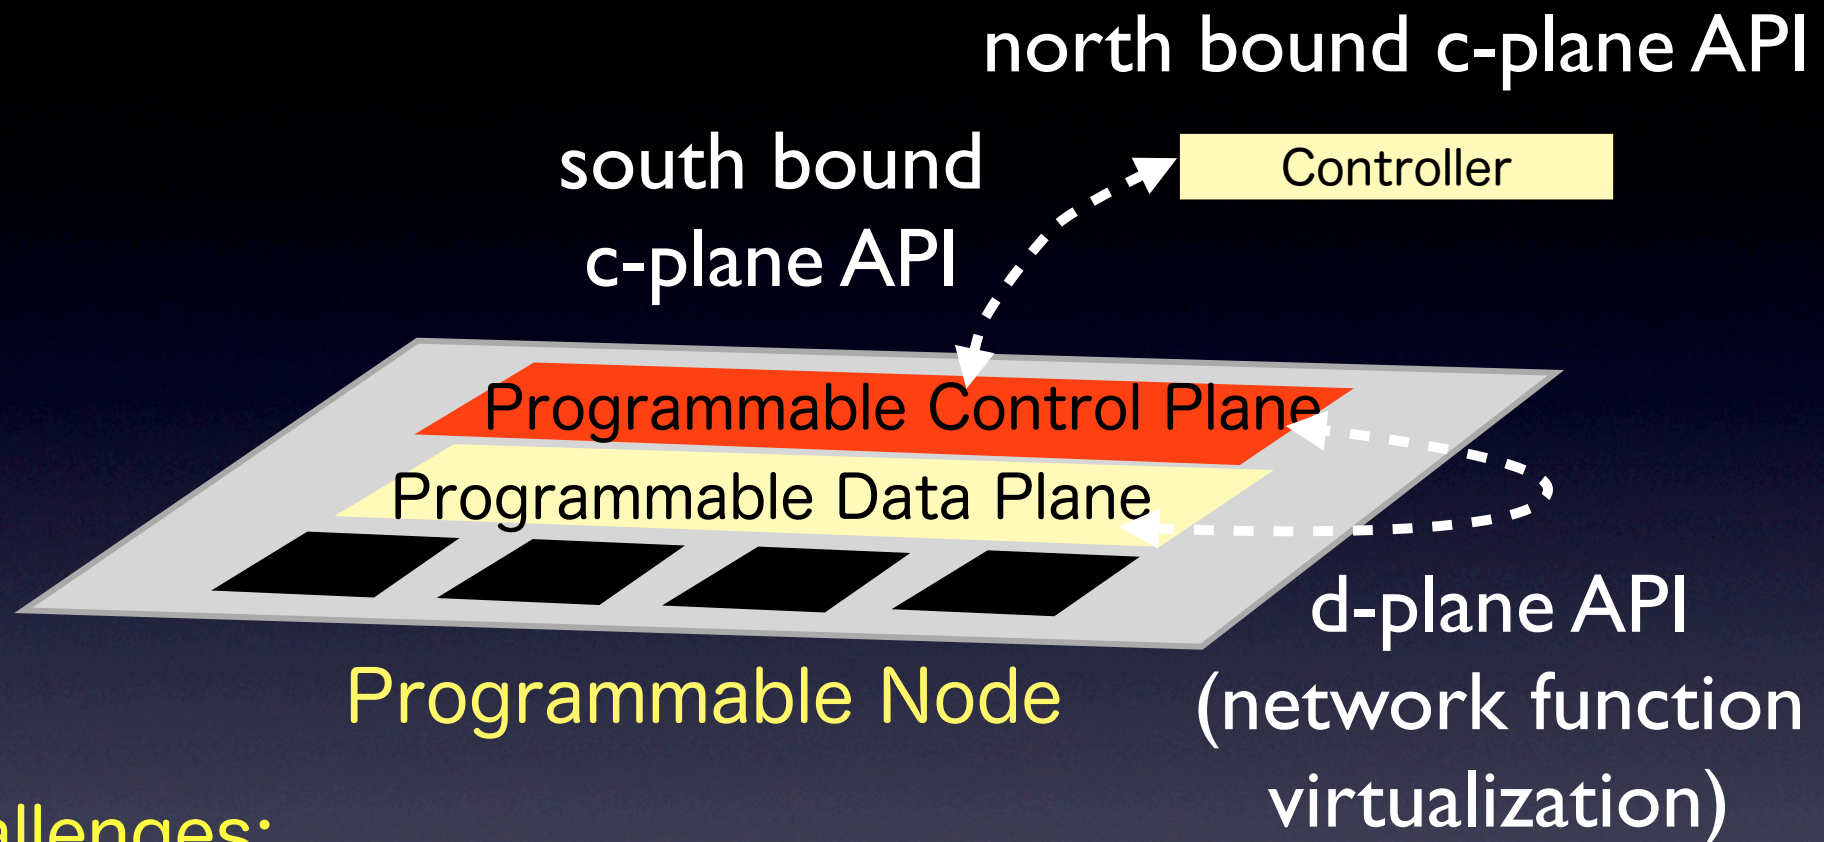 north bound c-plane API
south bound
c-plane API
Controller
Programmable Control Plane
Programmable Data Plane
d-plane API
(network function
virtualization)
Programmable Node
allenges: